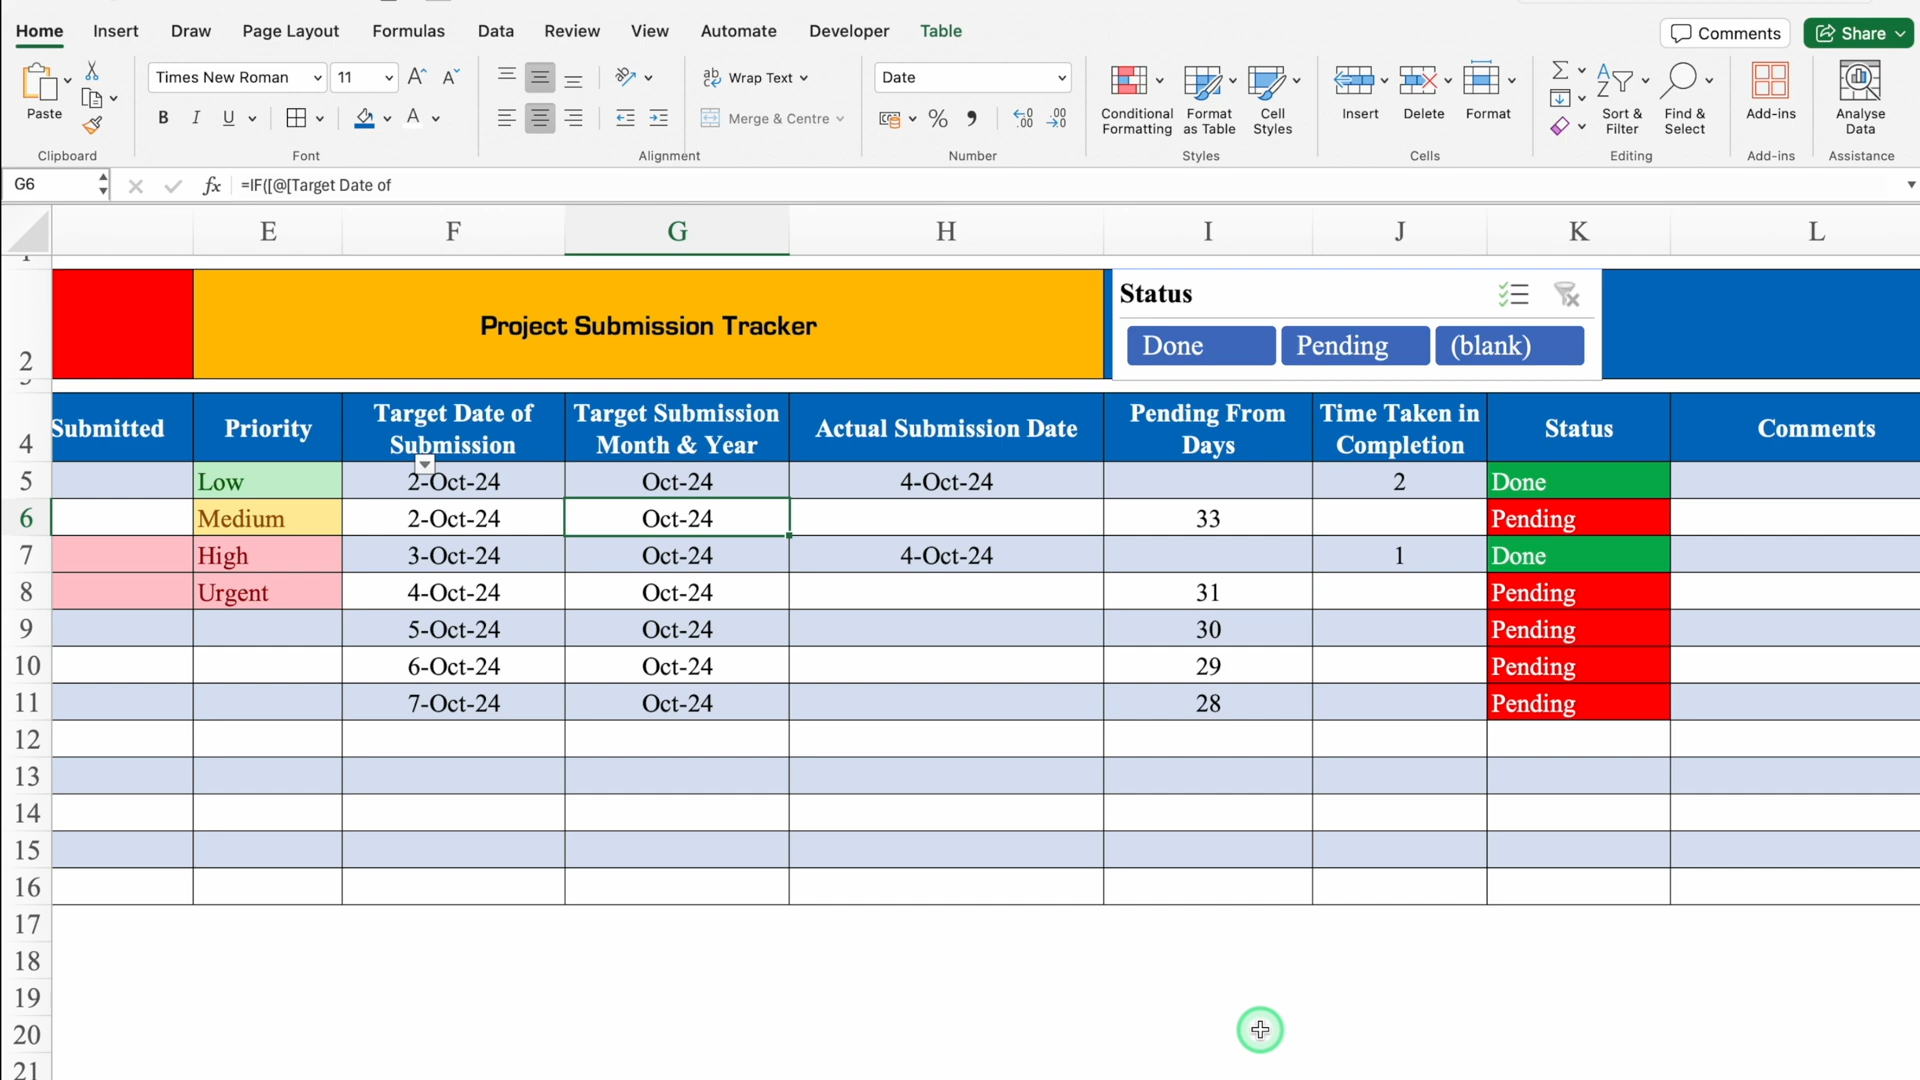 Home Insert Draw Page Layout Formulas Data Review View Automate Developer Table Comments Share
Times New Roman 11 Wrap Text Date
Paste B I U A Merge & Centre % Conditional Formatting Format as Table Cell Styles Insert Delete Format Sort & Filter Find & Select Add-ins Analyse Data
Clipboard Font Alignment Number Styles Cells Editing Add-ins Assistance
G6 fx =IF([@[Target Date of
E F G H I J K L
2 Project Submission Tracker
Status
Done Pending (blank)
4 Submitted Priority Target Date of Submission Target Submission Month & Year Actual Submission Date Pending From Days Time Taken in Completion Status Comments
5 Low 2-Oct-24 Oct-24 4-Oct-24 2 Done
6 Medium 2-Oct-24 Oct-24 33 Pending
7 High 3-Oct-24 Oct-24 4-Oct-24 1 Done
8 Urgent 4-Oct-24 Oct-24 31 Pending
9 5-Oct-24 Oct-24 30 Pending
10 6-Oct-24 Oct-24 29 Pending
11 7-Oct-24 Oct-24 28 Pending
12
13
14
15
16
17
18
19
20
21